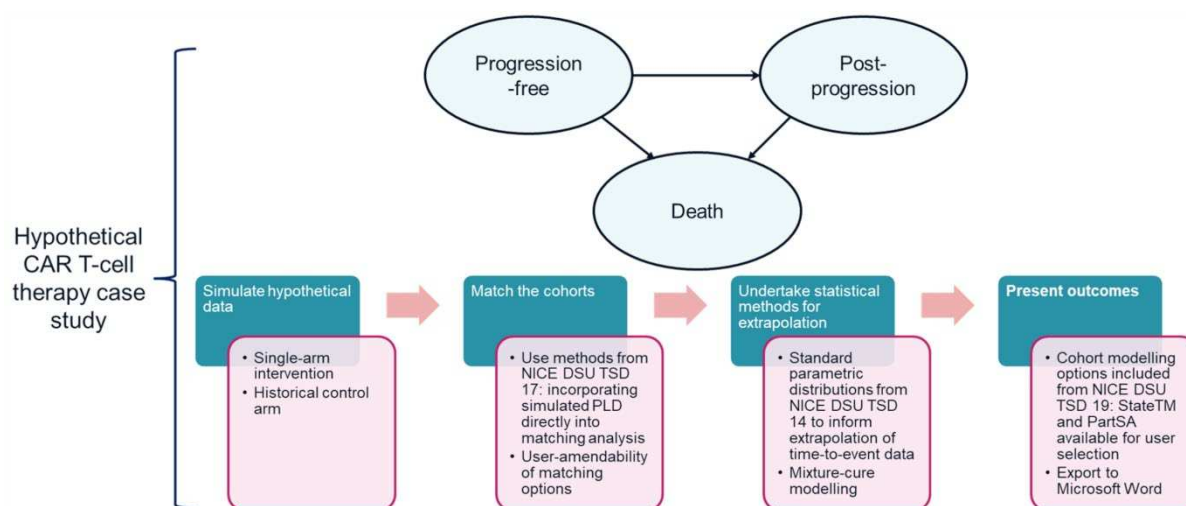 Progression
-free
Post-
progression
Death
Hypothetical
CAR T-cell
therapy case
study
Simulate hypothetical
data
• Single-arm
intervention
• Historical control
arm
Match the cohorts
• Use methods from
NICE DSU TSD
17: incorporating
simulated PLD
directly into
matching analysis
• User-amendability
of matching
options
Undertake statistical
methods for
extrapolation
• Standard
parametric
distributions from
NICE DSU TSD
14 to inform
extrapolation of
time-to-event data
• Mixture-cure
modelling
Present outcomes
• Cohort modelling
options included
from NICE DSU
TSD 19: StateTM
and PartSA
available for user
selection
• Export to
Microsoft Word